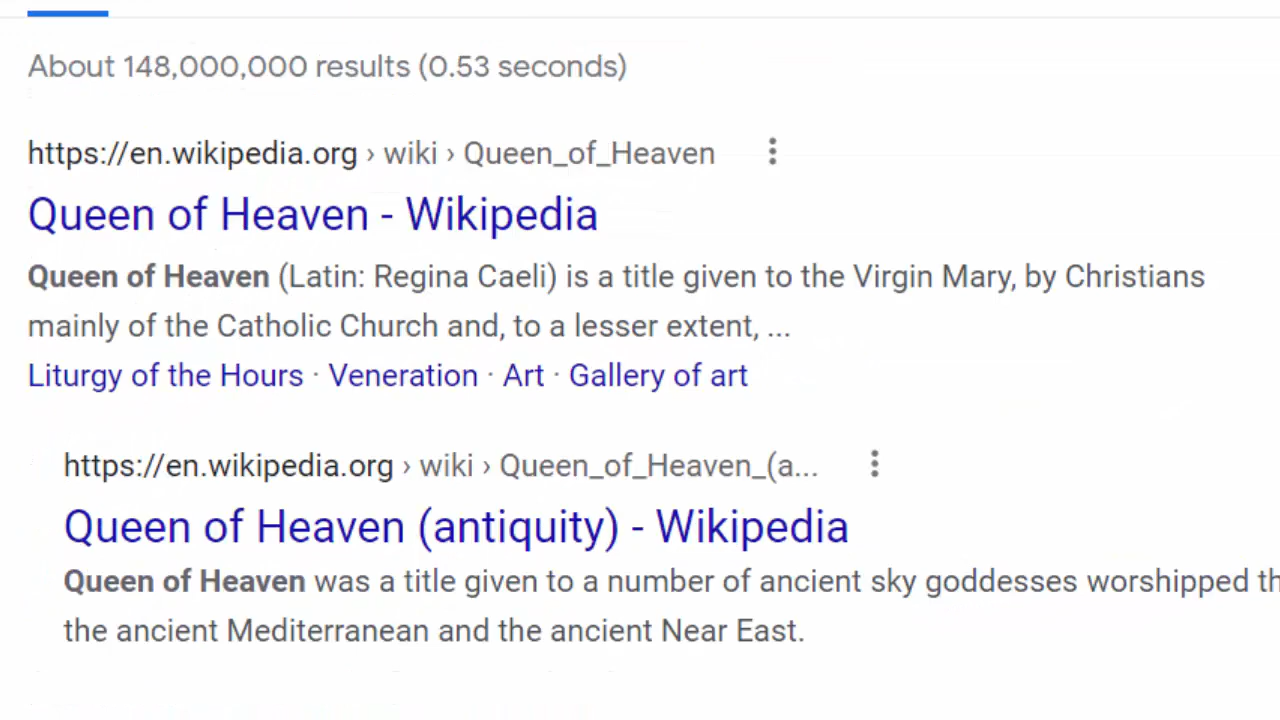 About 148,000,000 results (0.53 seconds)
https://en.wikipedia.org › wiki › Queen_of_Heaven
Queen of Heaven - Wikipedia
Queen of Heaven (Latin: Regina Caeli) is a title given to the Virgin Mary, by Christians
mainly of the Catholic Church and, to a lesser extent, ...
Liturgy of the Hours · Veneration · Art · Gallery of art
https://en.wikipedia.org › wiki › Queen_of_Heaven_(a...
Queen of Heaven (antiquity) - Wikipedia
Queen of Heaven was a title given to a number of ancient sky goddesses worshipped
the ancient Mediterranean and the ancient Near East.